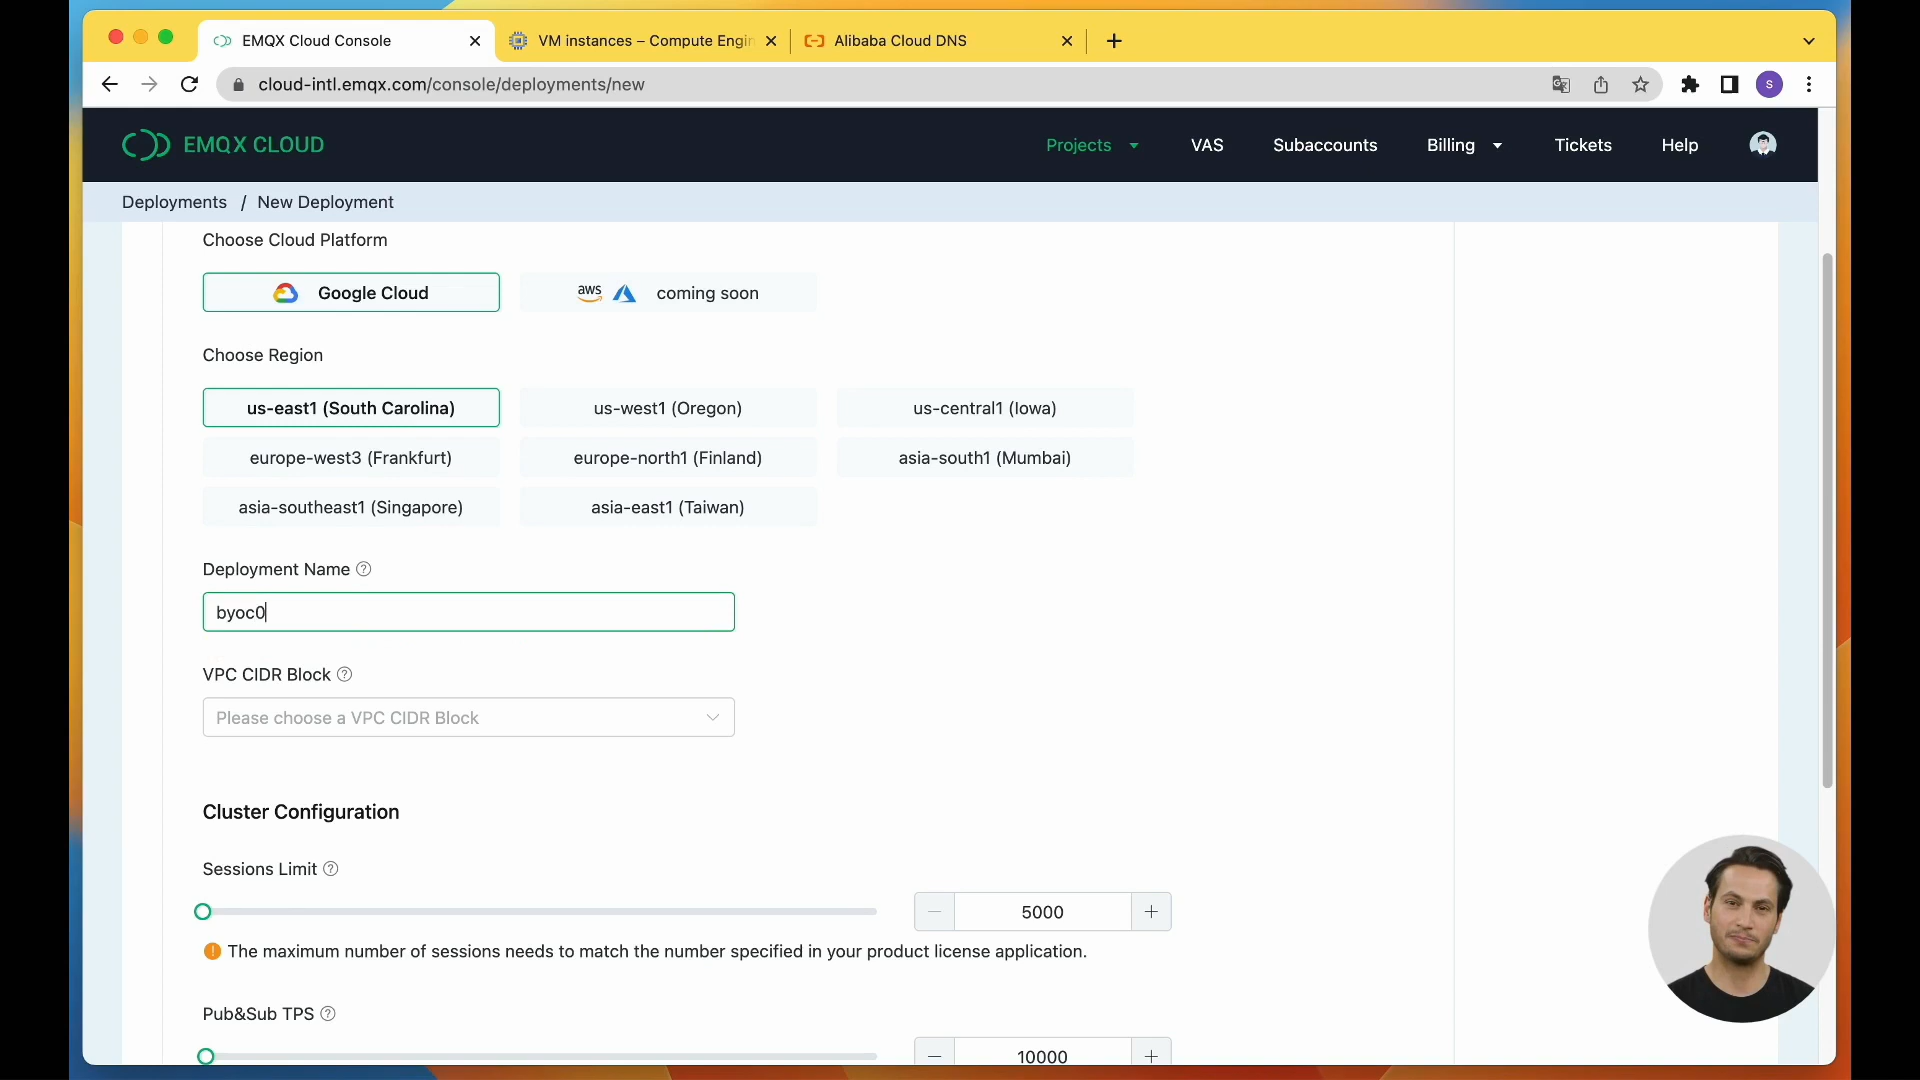 EMQX Cloud Console
VM instances – Compute Engin
Alibaba Cloud DNS
cloud-intl.emqx.com/console/deployments/new
S
EMQX CLOUD
Projects
VAS
Subaccounts
Billing
Tickets
Help
Deployments / New Deployment
Choose Cloud Platform
Google Cloud
aws
coming soon
Choose Region
us-east1 (South Carolina)
us-west1 (Oregon)
us-central1 (Iowa)
europe-west3 (Frankfurt)
europe-north1 (Finland)
asia-south1 (Mumbai)
asia-southeast1 (Singapore)
asia-east1 (Taiwan)
Deployment Name ?
byoc0
VPC CIDR Block ?
Please choose a VPC CIDR Block
Cluster Configuration
Sessions Limit ?
5000
! The maximum number of sessions needs to match the number specified in your product license application.
Pub&Sub TPS ?
10000